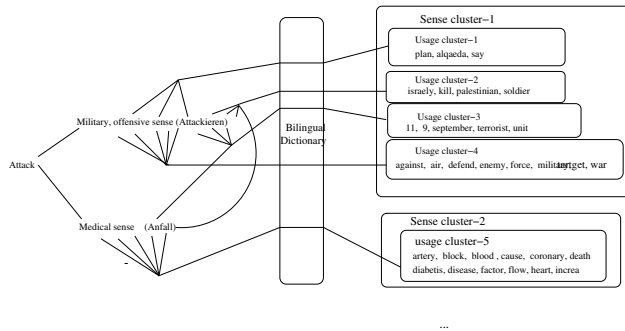 Sense cluster−1
Usage cluster−1
plan, alqaeda, say
Usage cluster−2
israely, kill, palestinian, soldier
Usage cluster−3
11, 9, september, terrorist, unit
Usage cluster−4
against, air, defend, enemy, force, military target, war
Military, offensive sense (Attackieren)
Bilingual
Dictionary
Attack
Medical sense (Anfall)
-
Sense cluster−2
usage cluster−5
artery, block, blood , cause, coronary, death
diabetis, disease, factor, flow, heart, increa
...